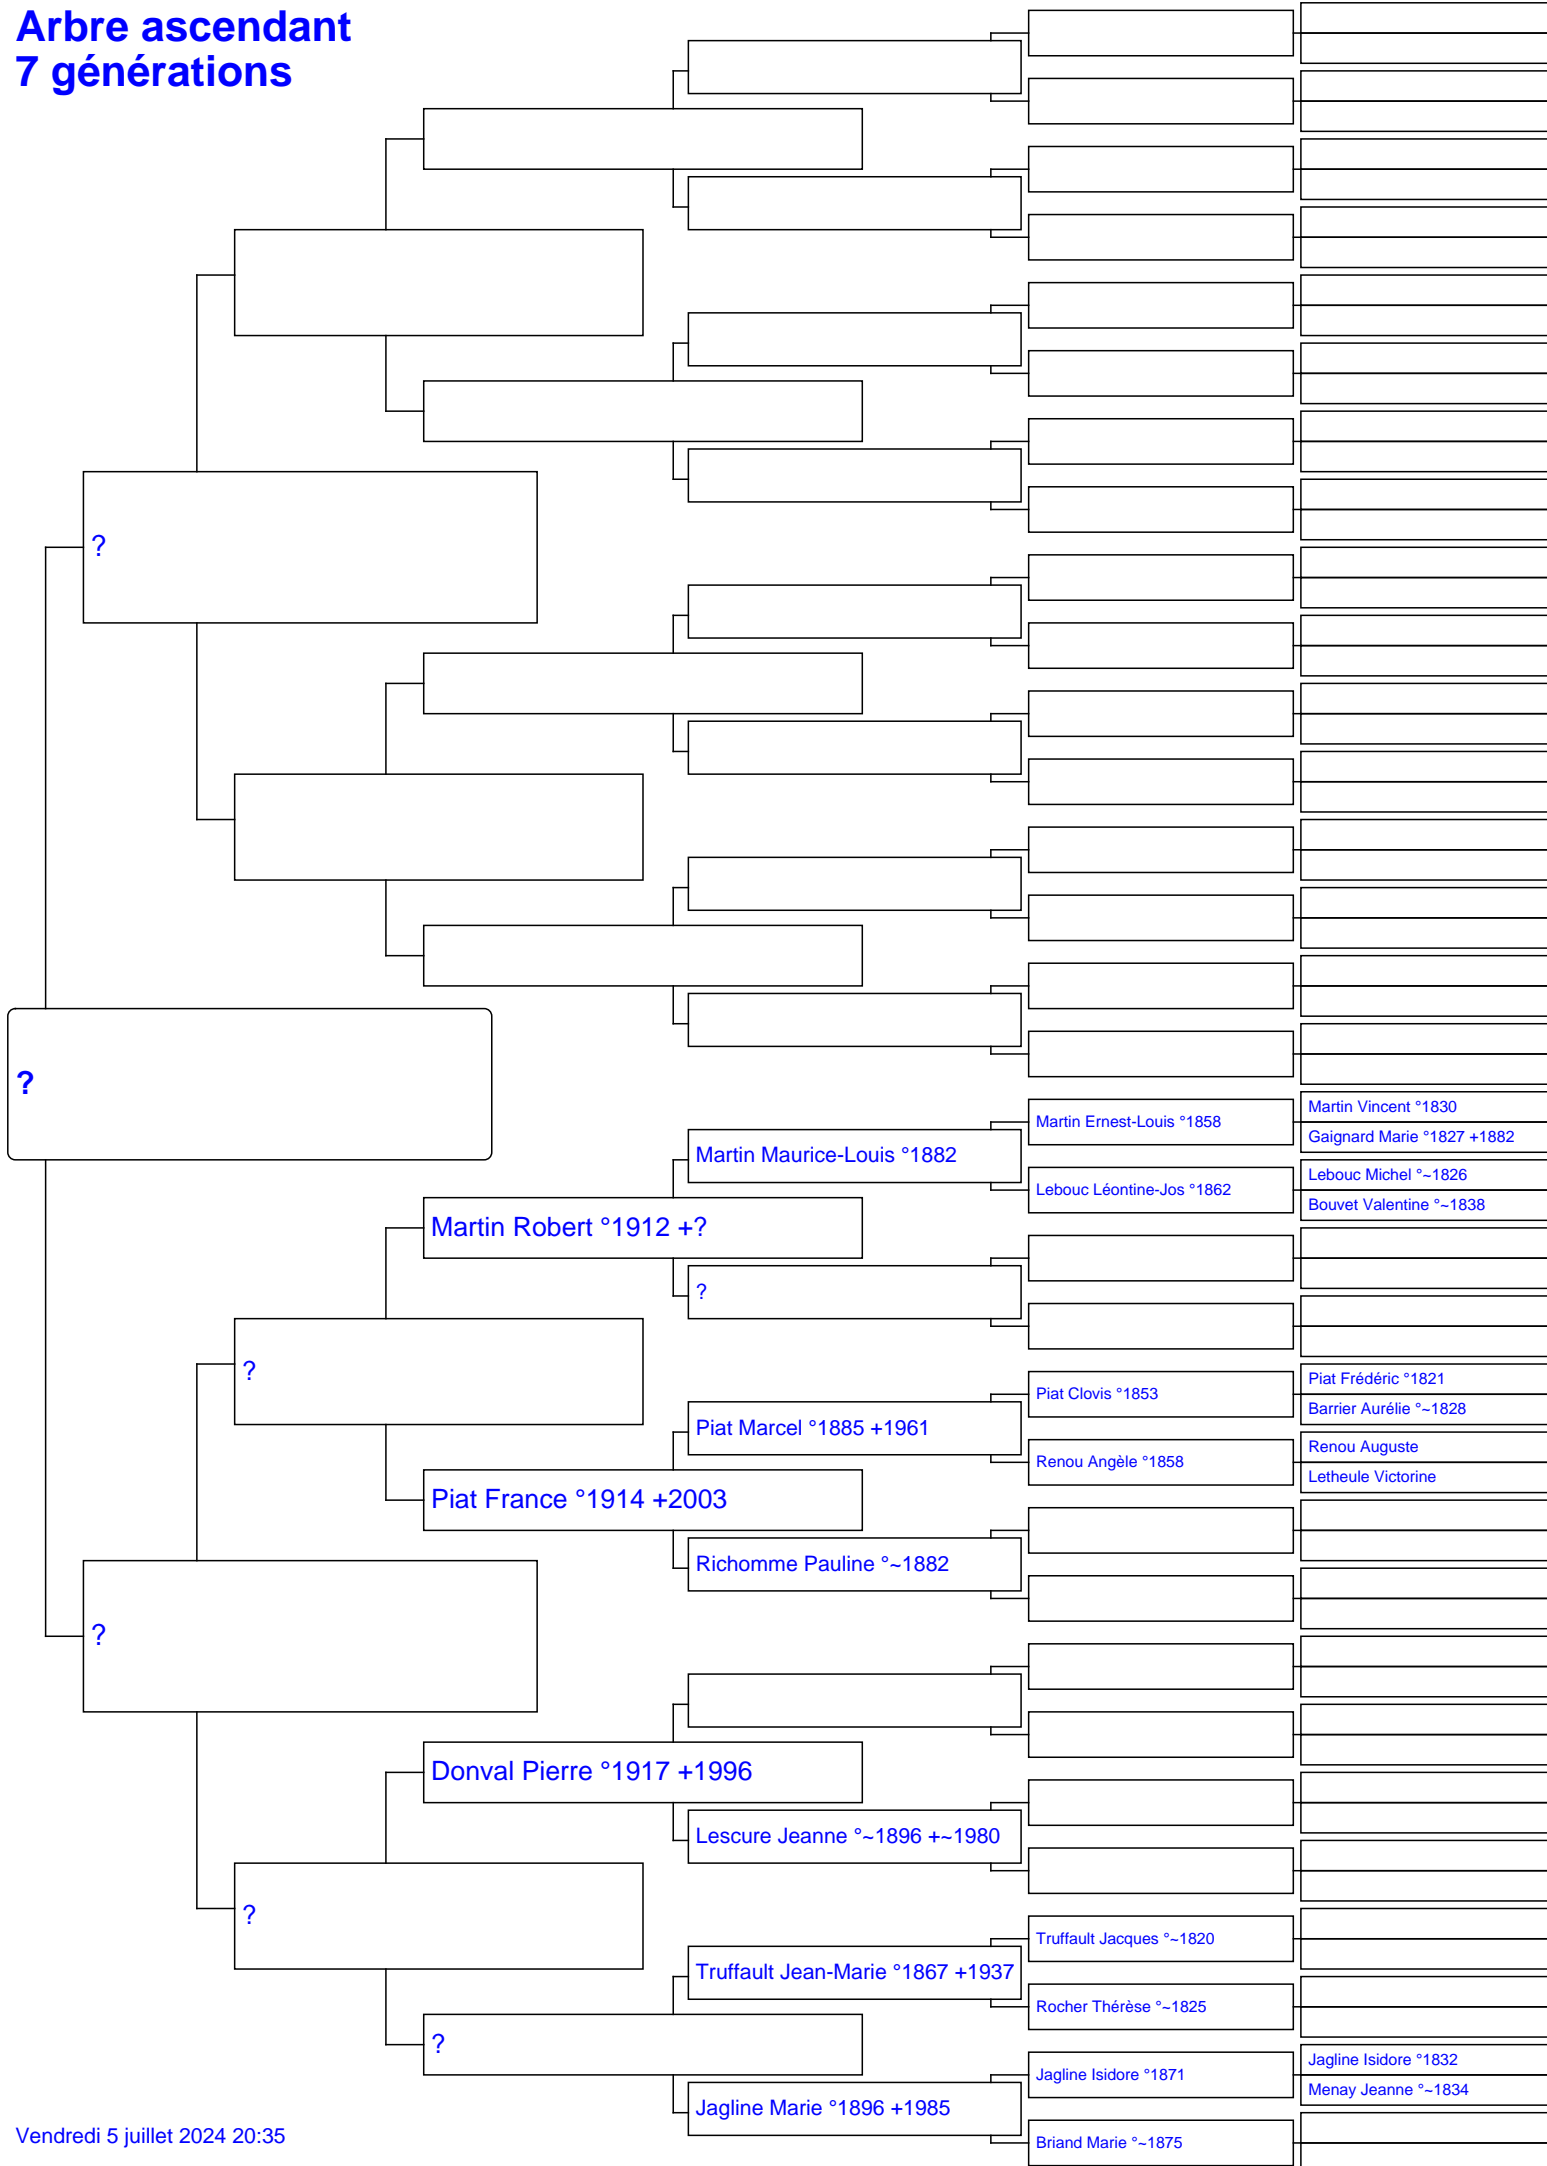 Arbre ascendant
7 générations
?
?
Martin Ernest-Louis °1858
Martin Vincent °1830
Gaignard Marie °1827 +1882
Martin Maurice-Louis °1882
Lebouc Léontine-Jos °1862
Lebouc Michel °~1826
Bouvet Valentine °~1838
Martin Robert °1912 +?
?
?
Piat Clovis °1853
Piat Frédéric °1821
Barrier Aurélie °~1828
Piat Marcel °1885 +1961
Renou Angèle °1858
Renou Auguste
Letheule Victorine
Piat France °1914 +2003
Richomme Pauline °~1882
?
Donval Pierre °1917 +1996
Lescure Jeanne °~1896 +~1980
?
Truffault Jacques °~1820
Truffault Jean-Marie °1867 +1937
Rocher Thérèse °~1825
?
Jagline Isidore °1871
Jagline Isidore °1832
Menay Jeanne °~1834
Jagline Marie °1896 +1985
Briand Marie °~1875
Vendredi 5 juillet 2024 20:35